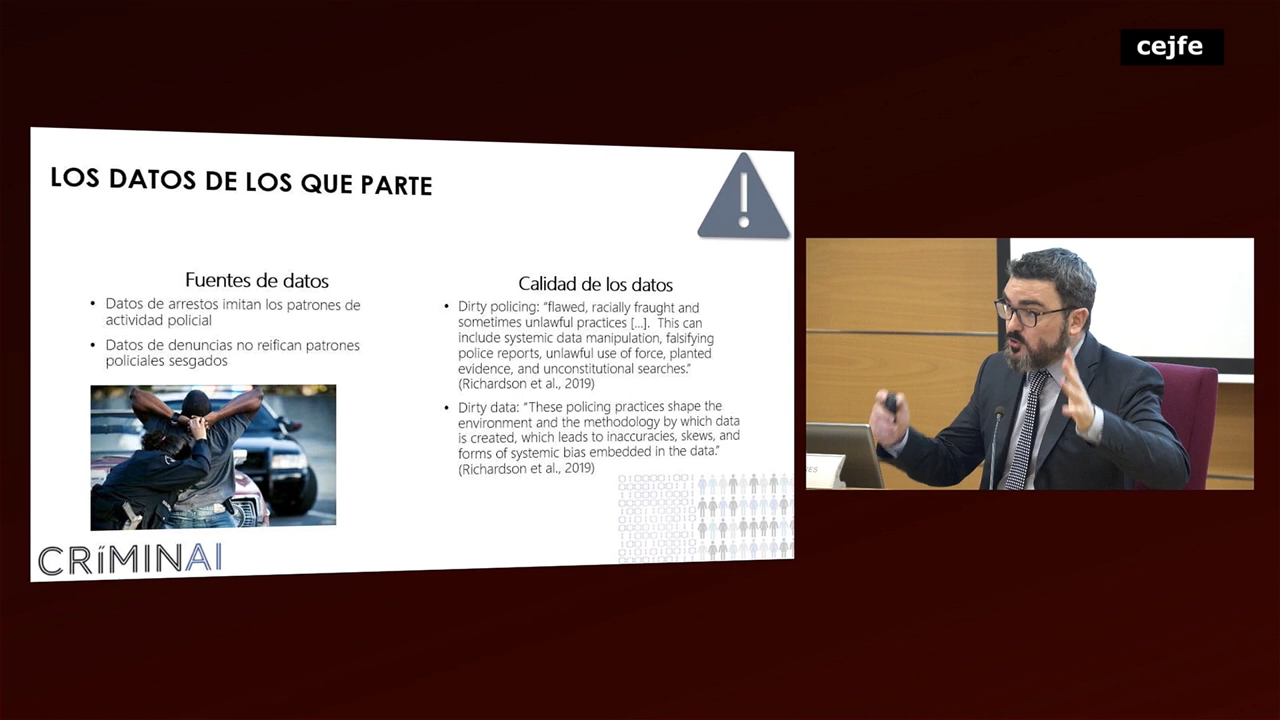 cejfe
LOS DATOS DE LOS QUE PARTE
Fuentes de datos
• Datos de arrestos imitan los patrones de
actividad policial
• Datos de denuncias no reifican patrones
policiales sesgados
Calidad de los datos
• Dirty policing: “flawed, racially fraught and
sometimes unlawful practices [...].  This can
include systemic data manipulation, falsifying
police reports, unlawful use of force, planted
evidence, and unconstitutional searches.”
(Richardson et al., 2019)
• Dirty data: “These policing practices shape the
environment and the methodology by which data
is created, which leads to inaccuracies, skews, and
forms of systemic bias embedded in the data.”
(Richardson et al., 2019)
CRíMINAI